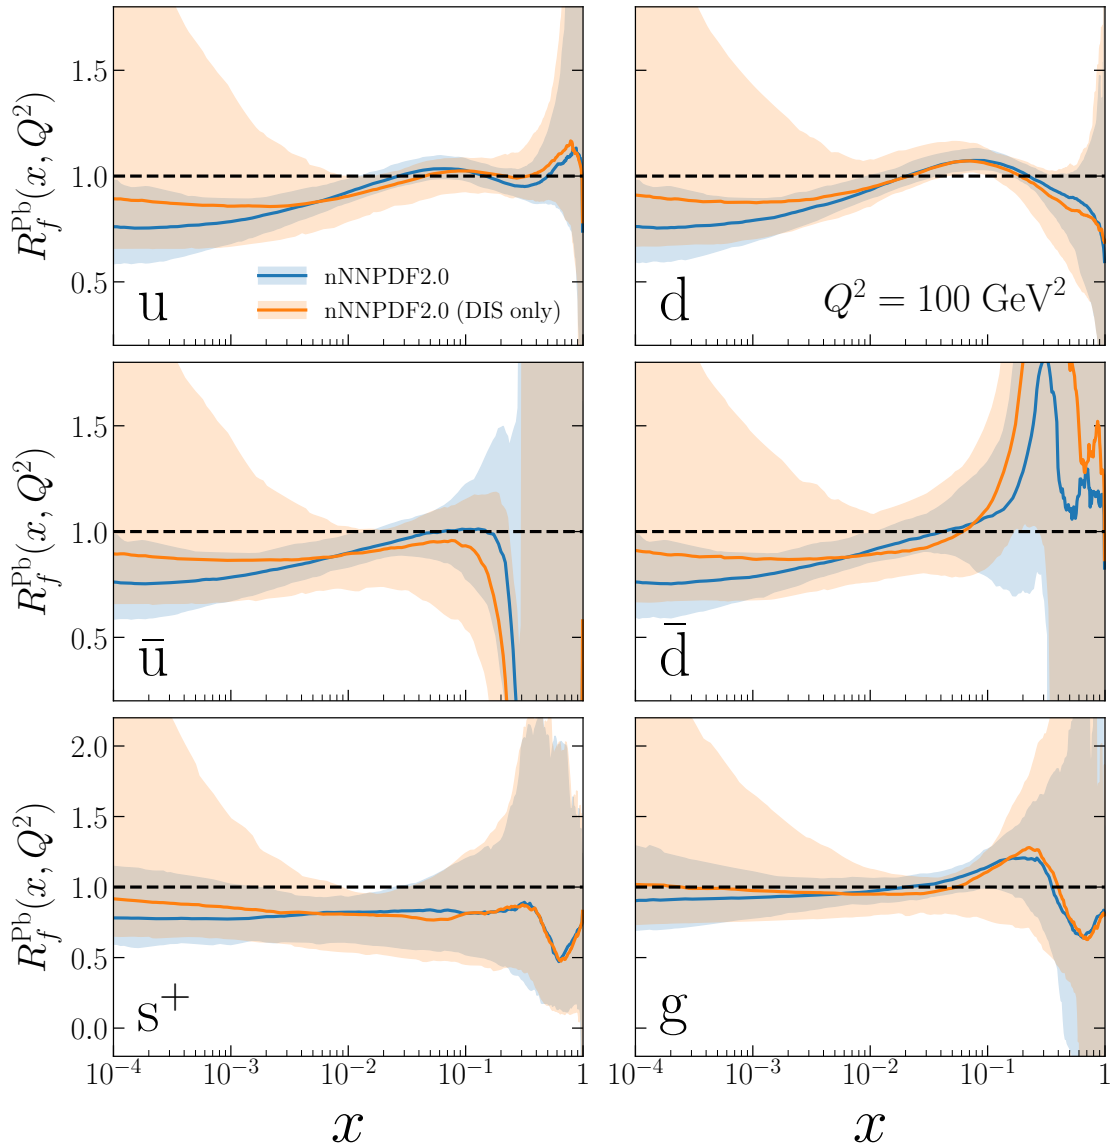 R_f^Pb(x, Q²)
1.5
1.0
0.5
u
nNNPDF2.0
nNNPDF2.0 (DIS only)
d
Q² = 100 GeV²
R_f^Pb(x, Q²)
1.5
1.0
0.5
ū
d̄
R_f^Pb(x, Q²)
2.0
1.5
1.0
0.5
0.0
s⁺
g
10⁻⁴ 10⁻³ 10⁻² 10⁻¹ 1
10⁻⁴ 10⁻³ 10⁻² 10⁻¹ 1
x
x